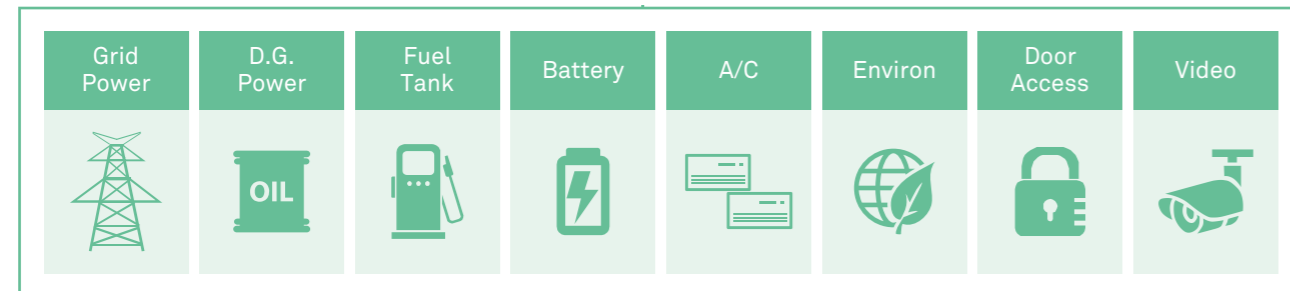 Grid
Power
D.G.
Power
Fuel
Tank
Battery
A/C
Environ
Door
Access
Video
OIL